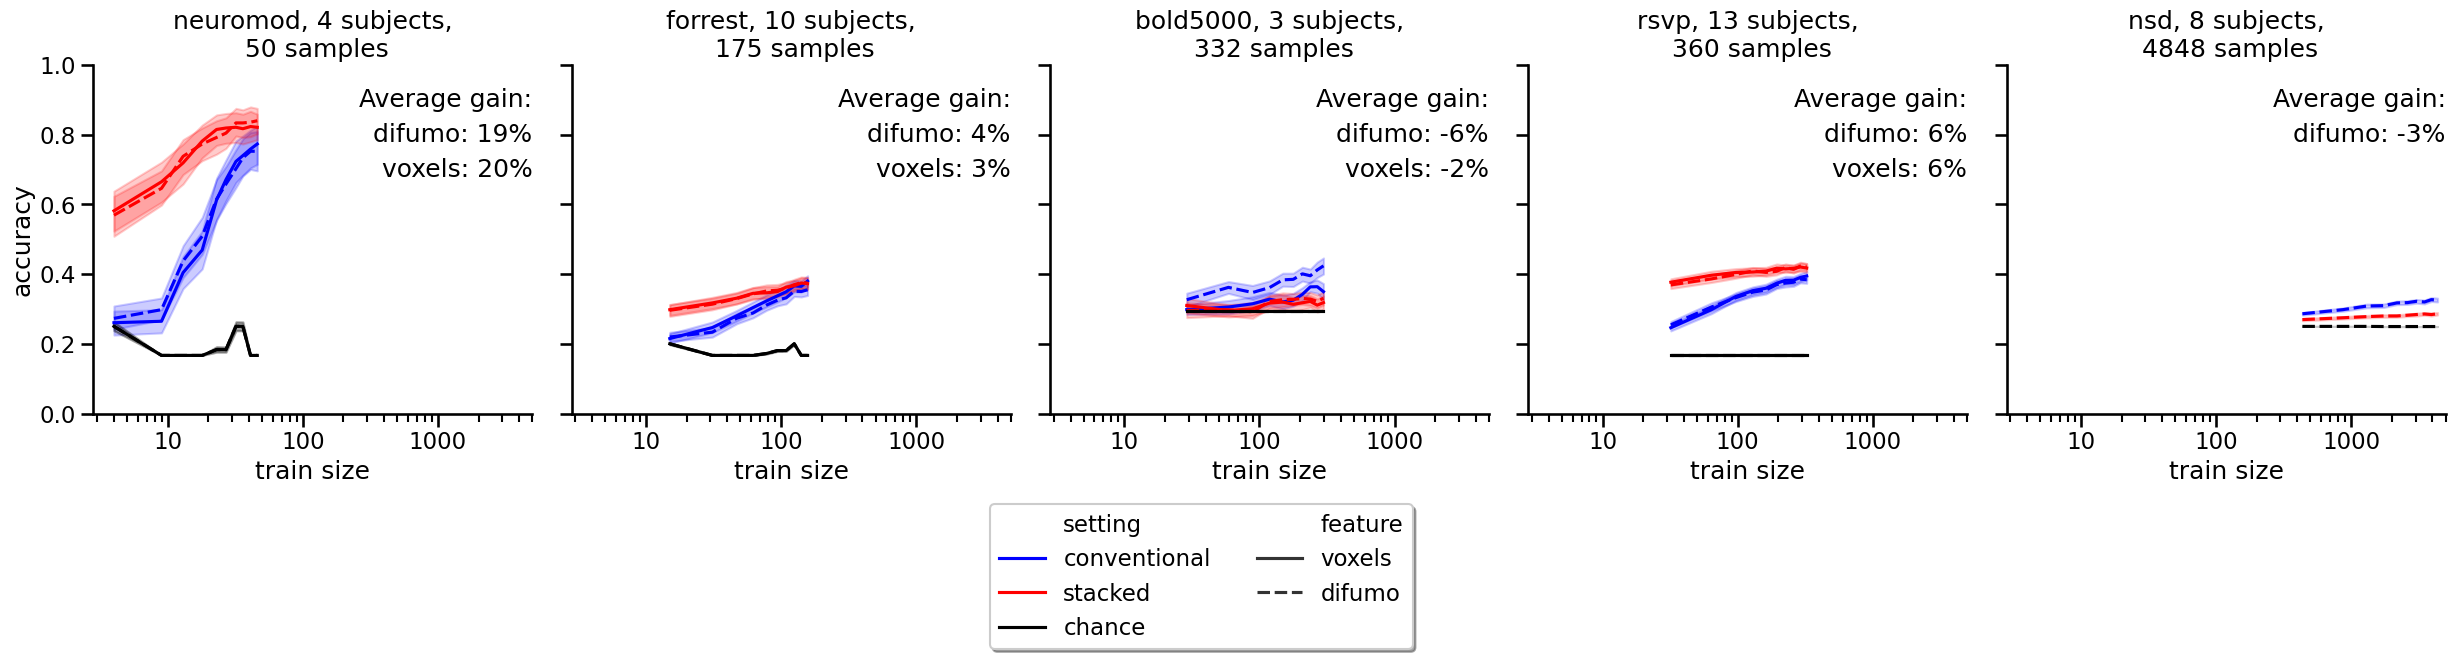 neuromod, 4 subjects,
50 samples
forrest, 10 subjects,
175 samples
bold5000, 3 subjects,
332 samples
rsvp, 13 subjects,
360 samples
nsd, 8 subjects,
4848 samples
accuracy
1.0
0.8
0.6
0.4
0.2
0.0
Average gain:
difumo: 19%
voxels: 20%
10 100 1000
train size
Average gain:
difumo: 4%
voxels: 3%
10 100 1000
train size
Average gain:
difumo: -6%
voxels: -2%
10 100 1000
train size
Average gain:
difumo: 6%
voxels: 6%
10 100 1000
train size
Average gain:
difumo: -3%
10 100 1000
train size
setting
conventional
stacked
chance
feature
voxels
difumo